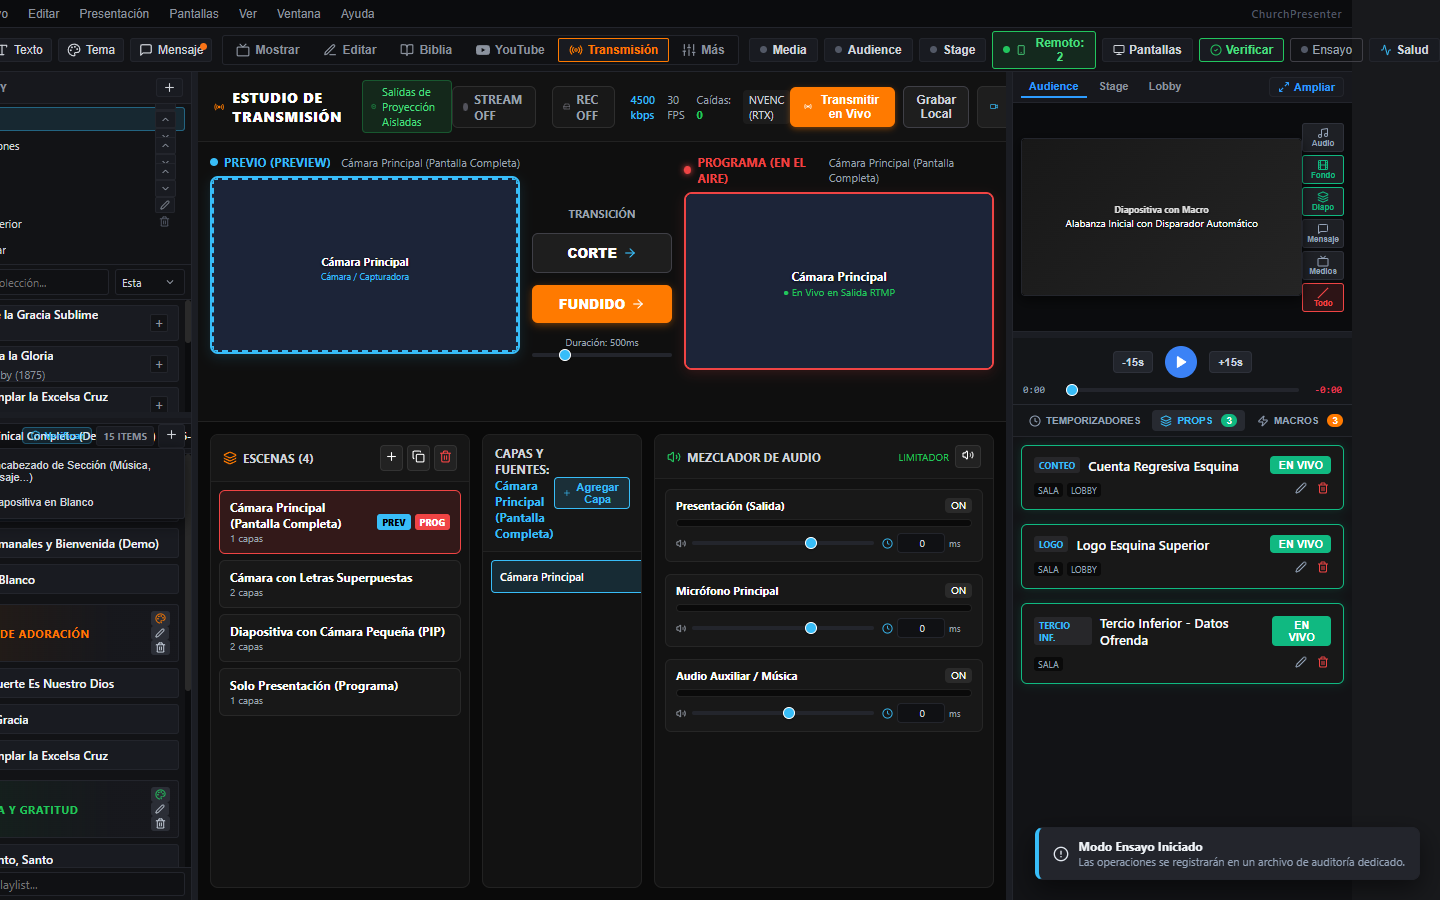 vo Editar Presentación Pantallas Ver Ventana Ayuda ChurchPresenter
Texto Tema Mensaje Mostrar Editar Biblia YouTube Transmisión Más Media Audience Stage Remoto: 2 Pantallas Verificar Ensayo Salud
Y
ones
erior
ar
olección... Esta
e la Gracia Sublime
a la Gloria
by (1875)
mplar la Excelsa Cruz
15 ITEMS
ncabezado de Sección (Música,
nsaje...)
apositiva en Blanco
manales y Bienvenida (Demo)
Blanco
DE ADORACIÓN
uerte Es Nuestro Dios
Gracia
mplar la Excelsa Cruz
A Y GRATITUD
nto, Santo
laylist...
ESTUDIO DE
TRANSMISIÓN
Salidas de
Proyección
Aisladas
STREAM
OFF
REC
OFF
4500
kbps
30
FPS
Caídas:
0
NVENC
(RTX)
Transmitir
en Vivo
Grabar
Local
PREVIO (PREVIEW) Cámara Principal (Pantalla Completa)
Cámara Principal
Cámara / Capturadora
TRANSICIÓN
CORTE
FUNDIDO
Duración: 500ms
PROGRAMA (EN EL
AIRE)
Cámara Principal (Pantalla
Completa)
Cámara Principal
En Vivo en Salida RTMP
ESCENAS (4)
Cámara Principal
(Pantalla Completa)
PREV PROG
1 capas
Cámara con Letras Superpuestas
2 capas
Diapositiva con Cámara Pequeña (PIP)
2 capas
Solo Presentación (Programa)
1 capas
CAPAS Y
FUENTES:
Cámara
Principal
(Pantalla
Completa)
+ Agregar
Capa
Cámara Principal
MEZCLADOR DE AUDIO LIMITADOR
Presentación (Salida) ON
0 ms
Micrófono Principal ON
0 ms
Audio Auxiliar / Música ON
0 ms
Audience Stage Lobby Ampliar
Diapositiva con Macro
Alabanza Inicial con Disparador Automático
Audio
Fondo
Diapo
Mensaje
Medios
Todo
-15s +15s
0:00 -0:00
TEMPORIZADORES PROPS 3 MACROS 3
CONTEO Cuenta Regresiva Esquina EN VIVO
SALA LOBBY
LOGO Logo Esquina Superior EN VIVO
SALA LOBBY
TERCIO
INF.
Tercio Inferior - Datos
Ofrenda
EN
VIVO
SALA
Modo Ensayo Iniciado
Las operaciones se registrarán en un archivo de auditoría dedicado.